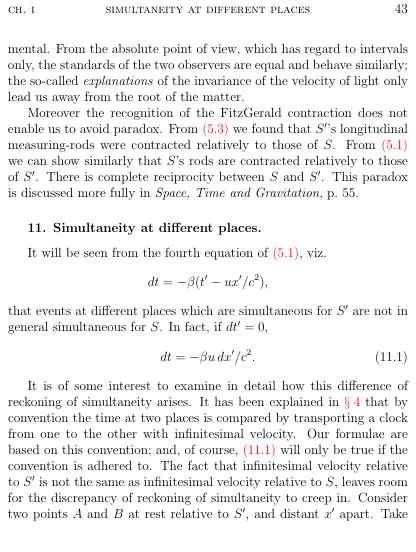 CH. I SIMULTANEITY AT DIFFERENT PLACES 43
mental. From the absolute point of view, which has regard to intervals
only, the standards of the two observers are equal and behave similarly;
the so-called explanations of the invariance of the velocity of light only
lead us away from the root of the matter.
Moreover the recognition of the FitzGerald contraction does not
enable us to avoid paradox. From (5.3) we found that S′'s longitudinal
measuring-rods were contracted relatively to those of S. From (5.1)
we can show similarly that S's rods are contracted relatively to those
of S′. There is complete reciprocity between S and S′. This paradox
is discussed more fully in Space, Time and Gravitation, p. 55.
11. Simultaneity at different places.
It will be seen from the fourth equation of (5.1), viz.
dt = −β(t′ − ux′/c²),
that events at different places which are simultaneous for S′ are not in
general simultaneous for S. In fact, if dt′ = 0,
dt = −βu dx′/c². (11.1)
It is of some interest to examine in detail how this difference of
reckoning of simultaneity arises. It has been explained in § 4 that by
convention the time at two places is compared by transporting a clock
from one to the other with infinitesimal velocity. Our formulae are
based on this convention; and, of course, (11.1) will only be true if the
convention is adhered to. The fact that infinitesimal velocity relative
to S′ is not the same as infinitesimal velocity relative to S, leaves room
for the discrepancy of reckoning of simultaneity to creep in. Consider
two points A and B at rest relative to S′, and distant x′ apart. Take